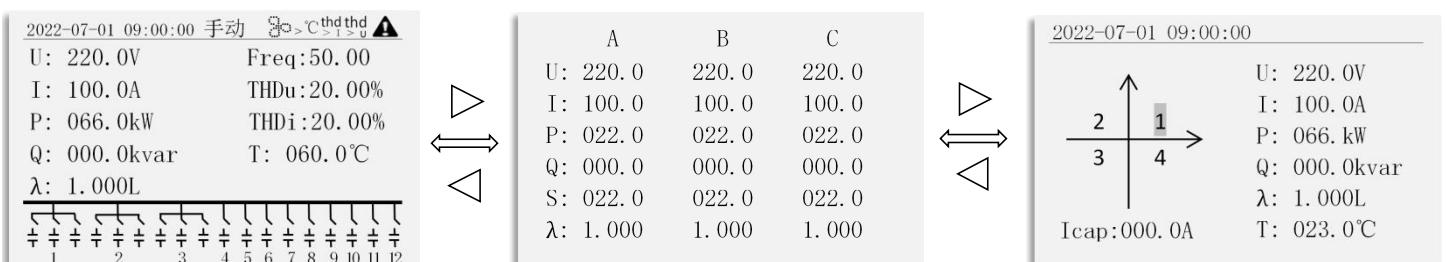 2022-07-01 09:00:00 手动 >℃ thd>I thd>U
U: 220.0V Freq:50.00
I: 100.0A THDu:20.00%
P: 066.0kW THDi:20.00%
Q: 000.0kvar T: 060.0℃
λ: 1.000L
1 2 3 4 5 6 7 8 9 10 11 12
A B C
U: 220.0 220.0 220.0
I: 100.0 100.0 100.0
P: 022.0 022.0 022.0
Q: 000.0 000.0 000.0
S: 022.0 022.0 022.0
λ: 1.000 1.000 1.000
2022-07-01 09:00:00
2 1
3 4
Icap:000.0A
U: 220.0V
I: 100.0A
P: 066.kW
Q: 000.0kvar
λ: 1.000L
T: 023.0℃